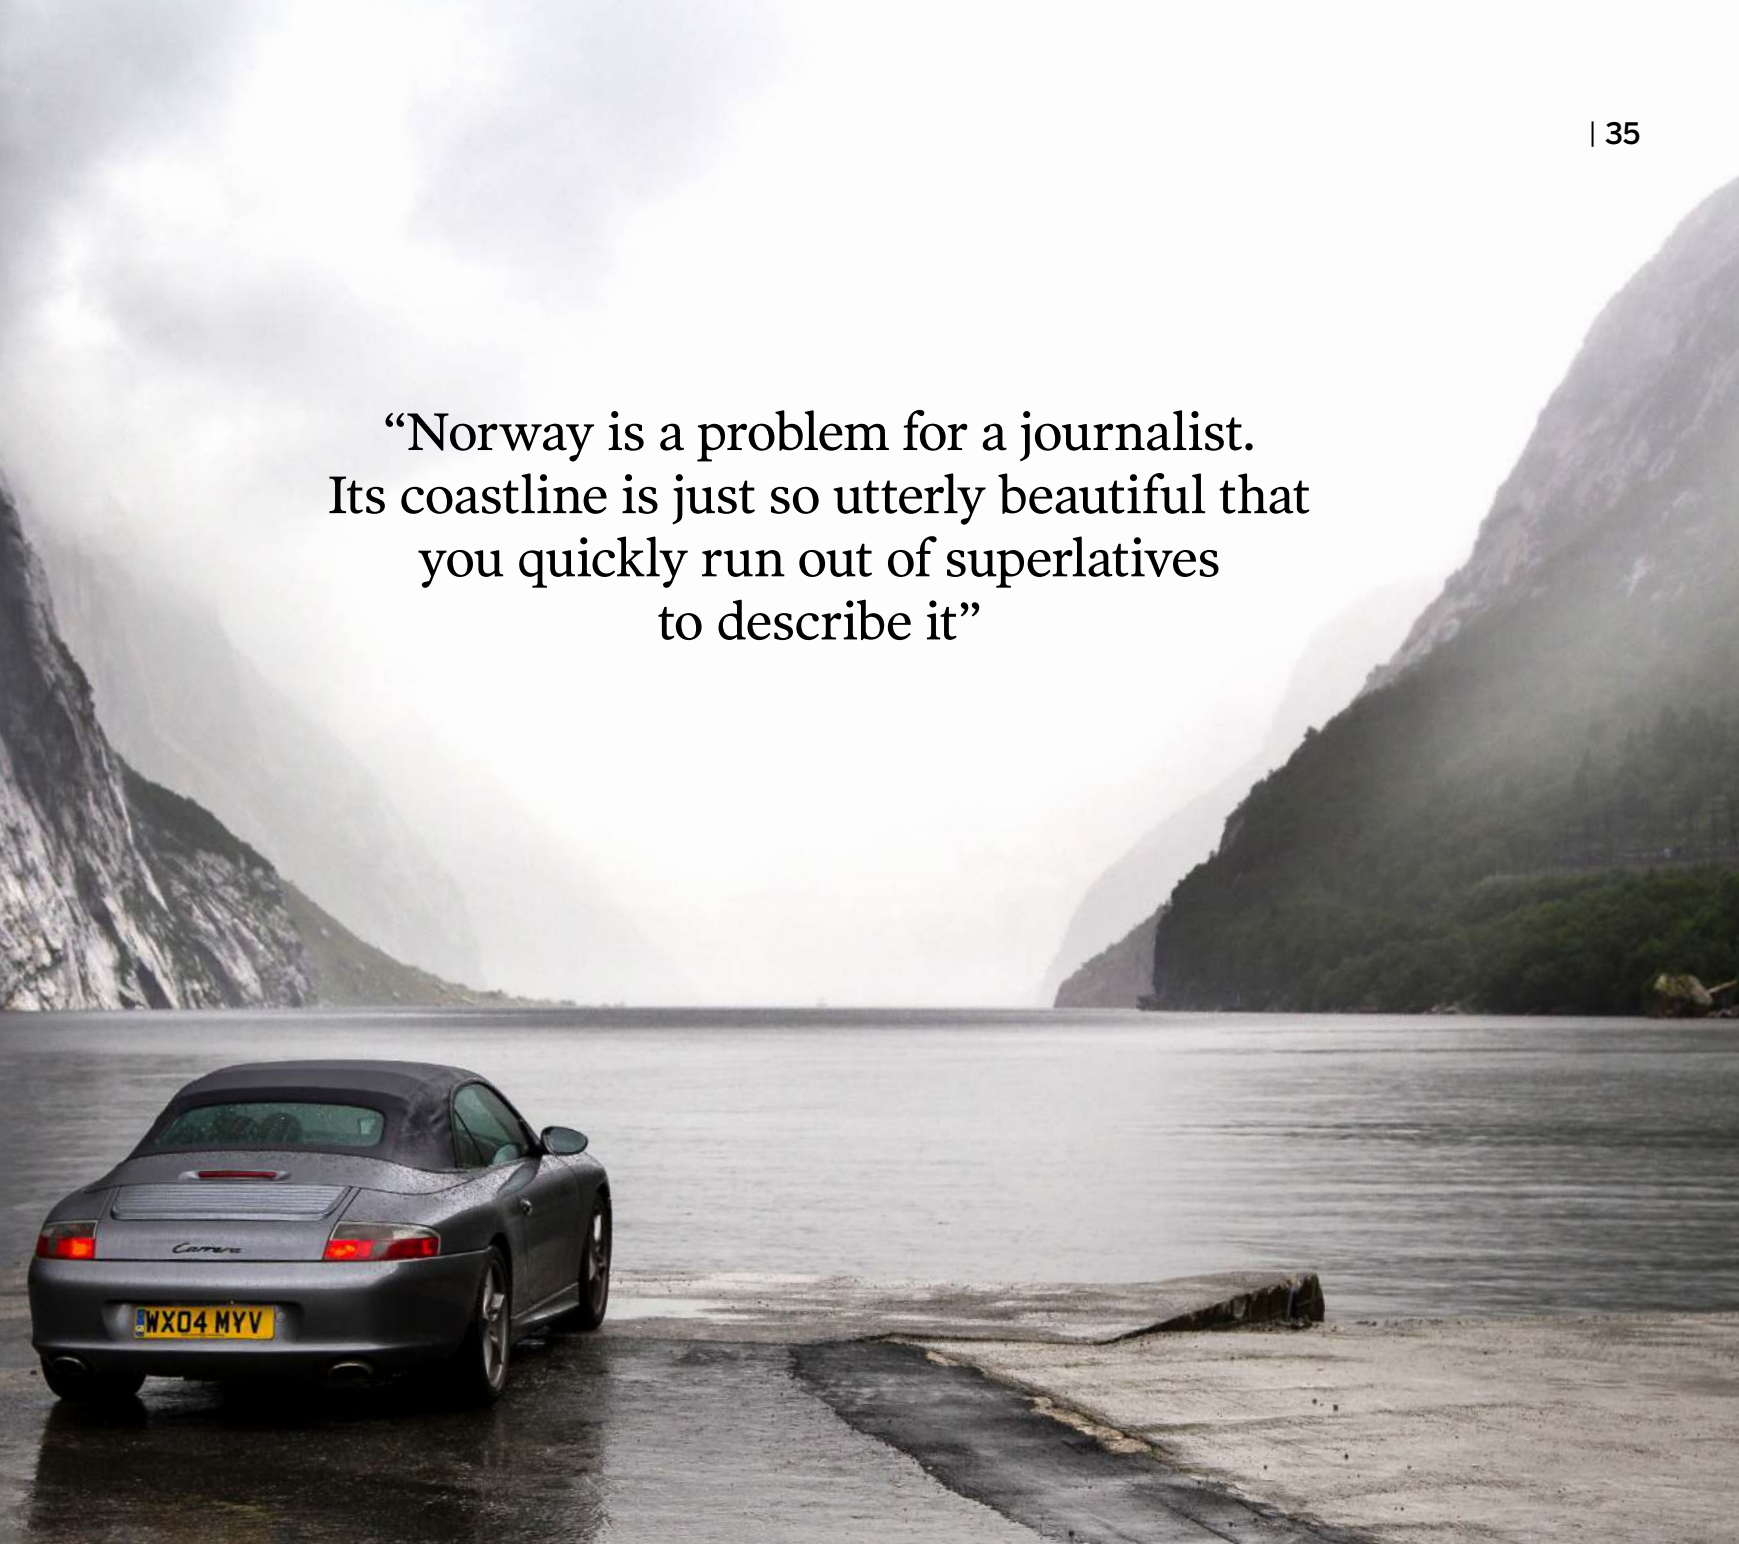 | 35
“Norway is a problem for a journalist.
Its coastline is just so utterly beautiful that
you quickly run out of superlatives
to describe it”
Carrera
WX04 MYV